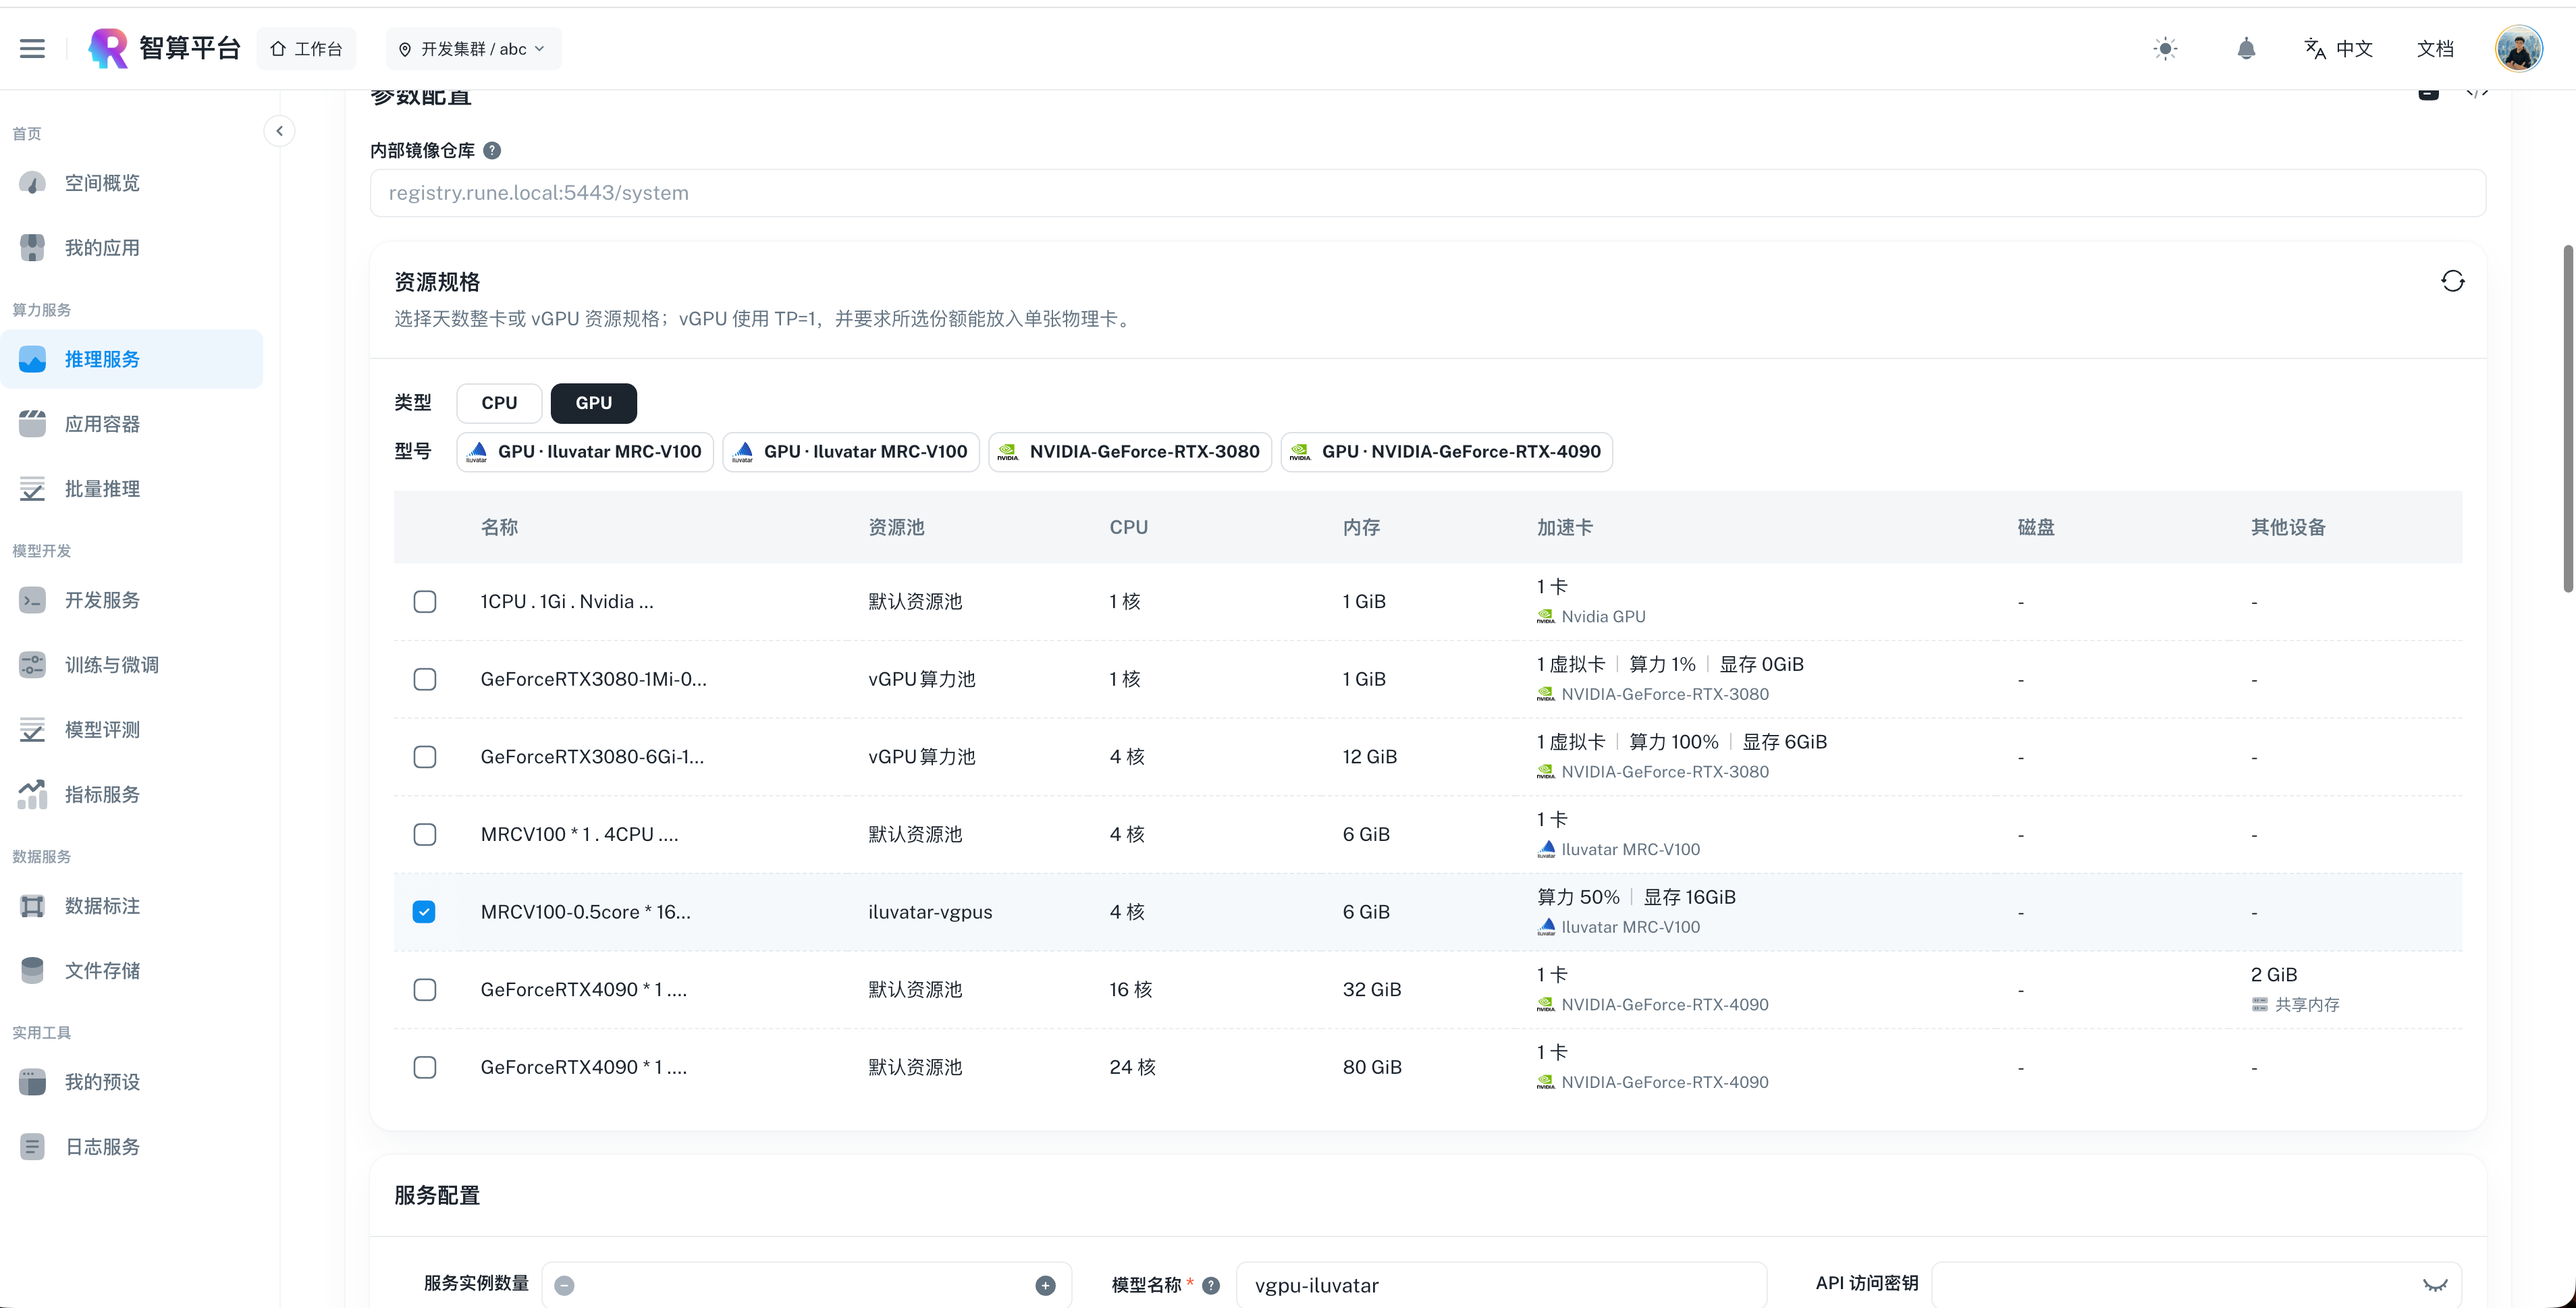 智算平台
工作台
开发集群 / abc
中文
文档
首页
空间概览
我的应用
算力服务
推理服务
应用容器
批量推理
模型开发
开发服务
训练与微调
模型评测
指标服务
数据服务
数据标注
文件存储
实用工具
我的预设
日志服务
参数配置
内部镜像仓库
registry.rune.local:5443/system
资源规格
选择天数整卡或 vGPU 资源规格；vGPU 使用 TP=1，并要求所选份额能放入单张物理卡。
类型 CPU GPU
型号 GPU · Iluvatar MRC-V100 GPU · Iluvatar MRC-V100 NVIDIA-GeForce-RTX-3080 GPU · NVIDIA-GeForce-RTX-4090
名称 资源池 CPU 内存 加速卡 磁盘 其他设备
1CPU . 1Gi . Nvidia ... 默认资源池 1 核 1 GiB 1 卡 - -
Nvidia GPU
GeForceRTX3080-1Mi-0... vGPU算力池 1 核 1 GiB 1 虚拟卡 算力 1% 显存 0GiB - -
NVIDIA-GeForce-RTX-3080
GeForceRTX3080-6Gi-1... vGPU算力池 4 核 12 GiB 1 虚拟卡 算力 100% 显存 6GiB - -
NVIDIA-GeForce-RTX-3080
MRCV100 * 1 . 4CPU .... 默认资源池 4 核 6 GiB 1 卡 - -
Iluvatar MRC-V100
MRCV100-0.5core * 16... iluvatar-vgpus 4 核 6 GiB 算力 50% 显存 16GiB - -
Iluvatar MRC-V100
GeForceRTX4090 * 1 .... 默认资源池 16 核 32 GiB 1 卡 - 2 GiB
NVIDIA-GeForce-RTX-4090 共享内存
GeForceRTX4090 * 1 .... 默认资源池 24 核 80 GiB 1 卡 - -
NVIDIA-GeForce-RTX-4090
服务配置
服务实例数量 模型名称 * vgpu-iluvatar API 访问密钥